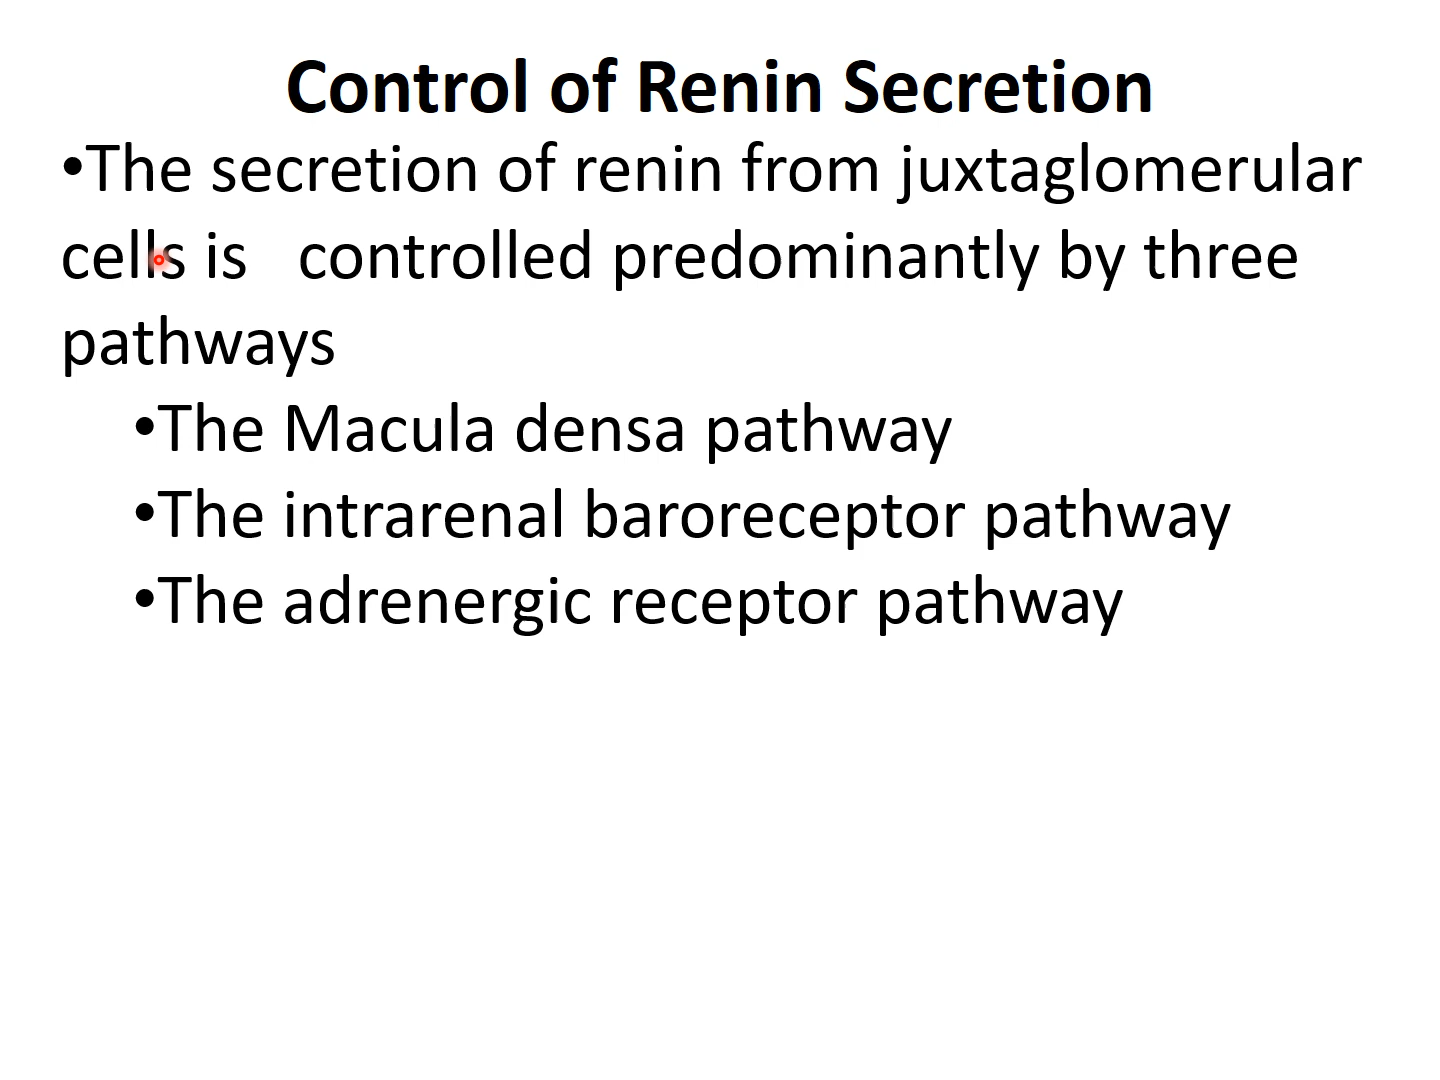 Control of Renin Secretion
•The secretion of renin from juxtaglomerular
cells is   controlled predominantly by three
pathways
•The Macula densa pathway
•The intrarenal baroreceptor pathway
•The adrenergic receptor pathway